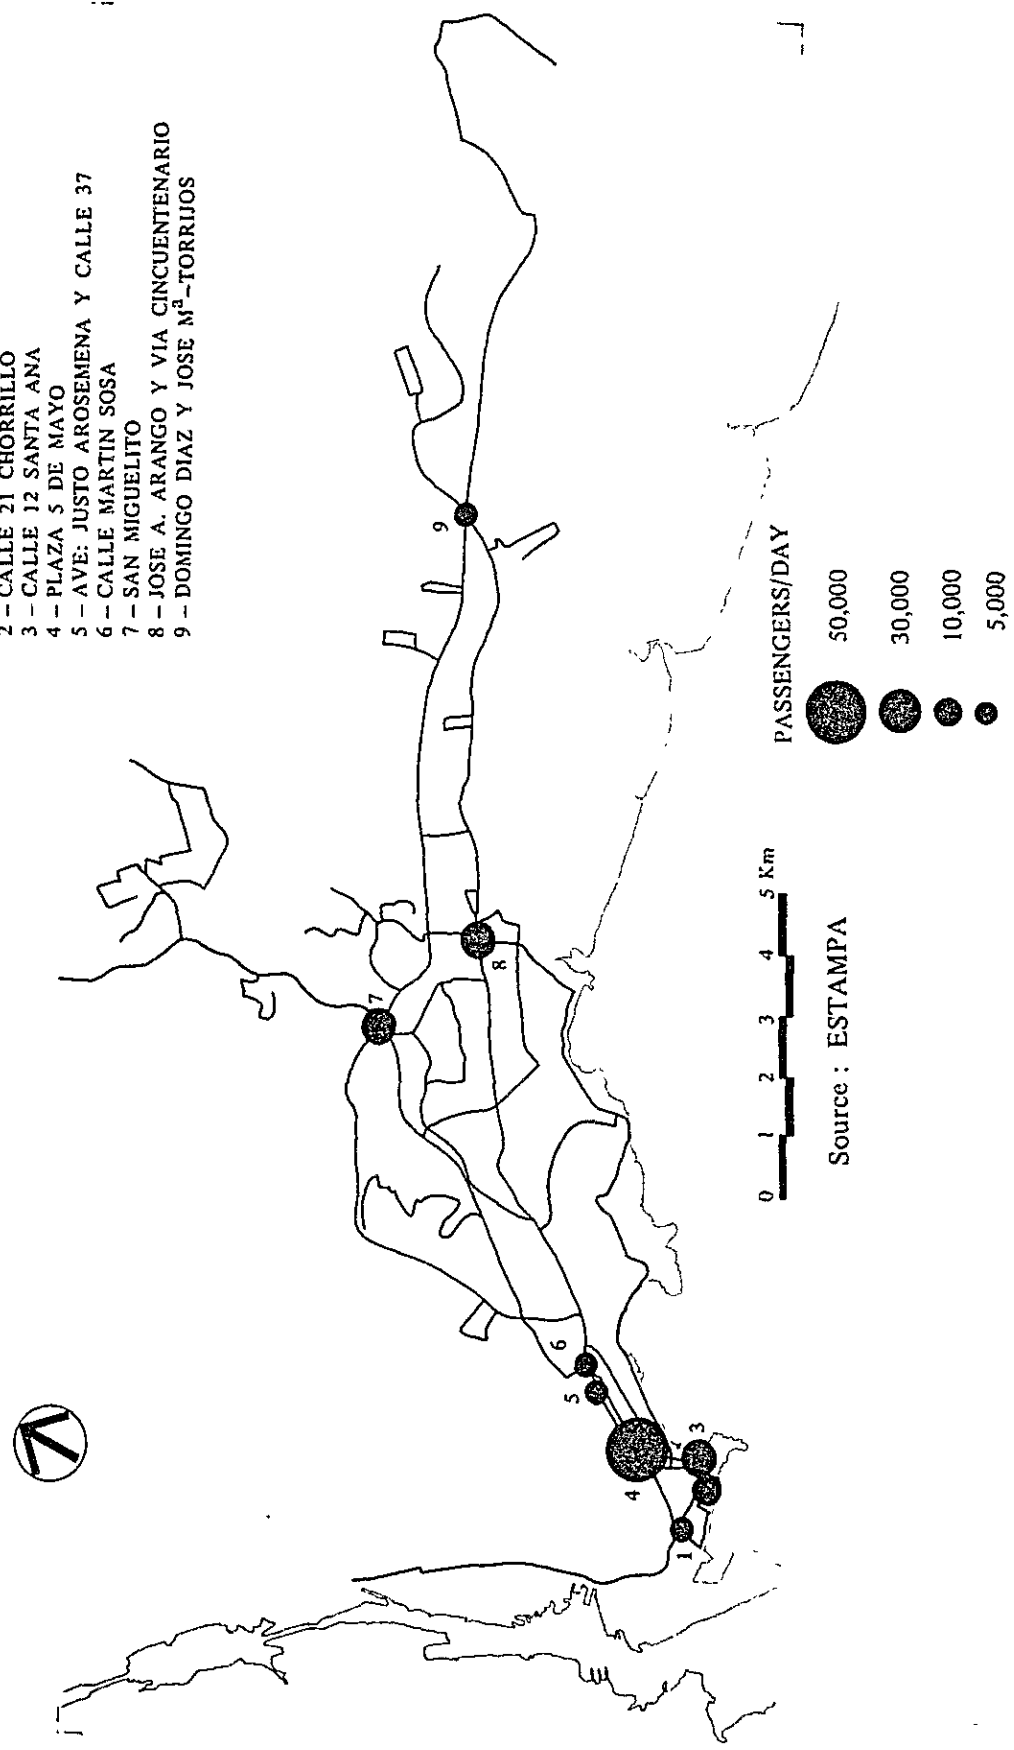 2 – CALLE 21 CHORRILLO
3 – CALLE 12 SANTA ANA
4 – PLAZA 5 DE MAYO
5 – AVE: JUSTO AROSEMENA Y CALLE 37
6 – CALLE MARTIN SOSA
7 – SAN MIGUELITO
8 – JOSE A. ARANGO Y VIA CINCUENTENARIO
9 – DOMINGO DIAZ Y JOSE Mª–TORRIJOS
1
3
4
5
6
7
8
9
0 1 2 3 4 5 Km
Source : ESTAMPA
PASSENGERS/DAY
50,000
30,000
10,000
5,000